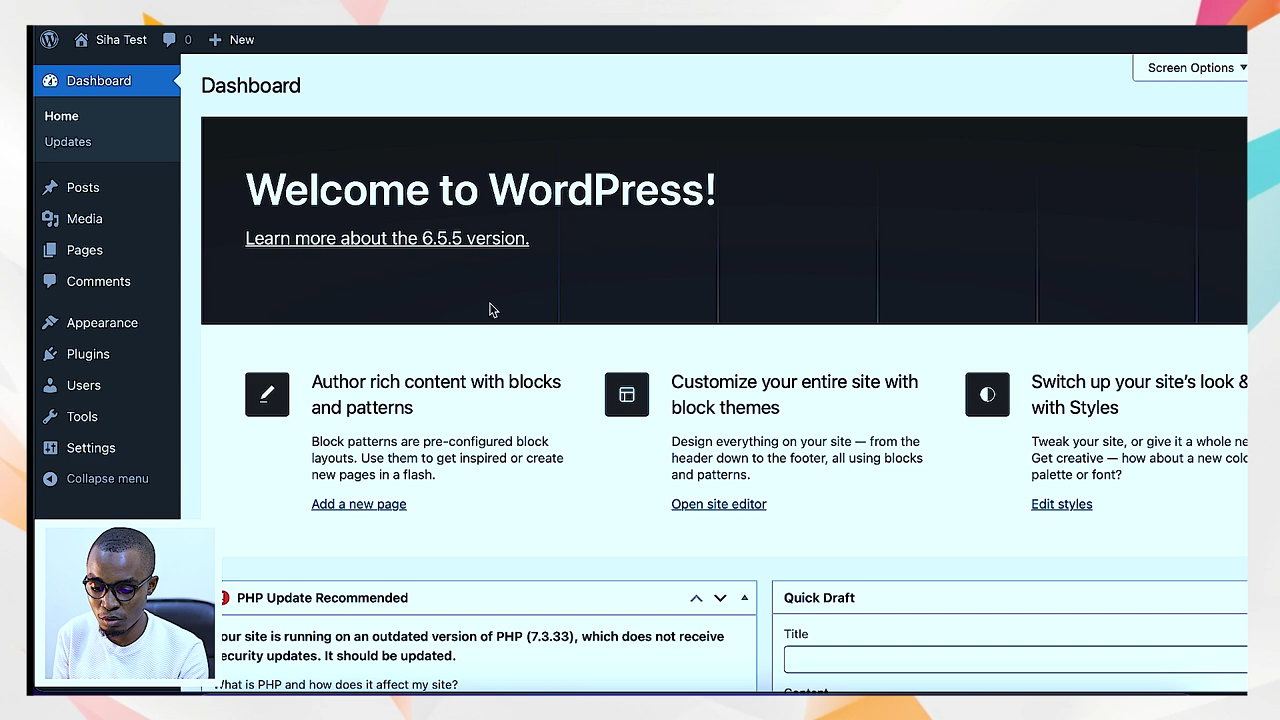 Siha Test
0
New
Dashboard
Home
Updates
Posts
Media
Pages
Comments
Appearance
Plugins
Users
Tools
Settings
Collapse menu
Screen Options
Dashboard
Welcome to WordPress!
Learn more about the 6.5.5 version.
Author rich content with blocks
and patterns
Block patterns are pre-configured block
layouts. Use them to get inspired or create
new pages in a flash.
Add a new page
Customize your entire site with
block themes
Design everything on your site — from the
header down to the footer, all using blocks
and patterns.
Open site editor
Switch up your site's look &
with Styles
Tweak your site, or give it a whole ne
Get creative — how about a new colo
palette or font?
Edit styles
PHP Update Recommended
our site is running on an outdated version of PHP (7.3.33), which does not receive
ecurity updates. It should be updated.
What is PHP and how does it affect my site?
Quick Draft
Title
Content